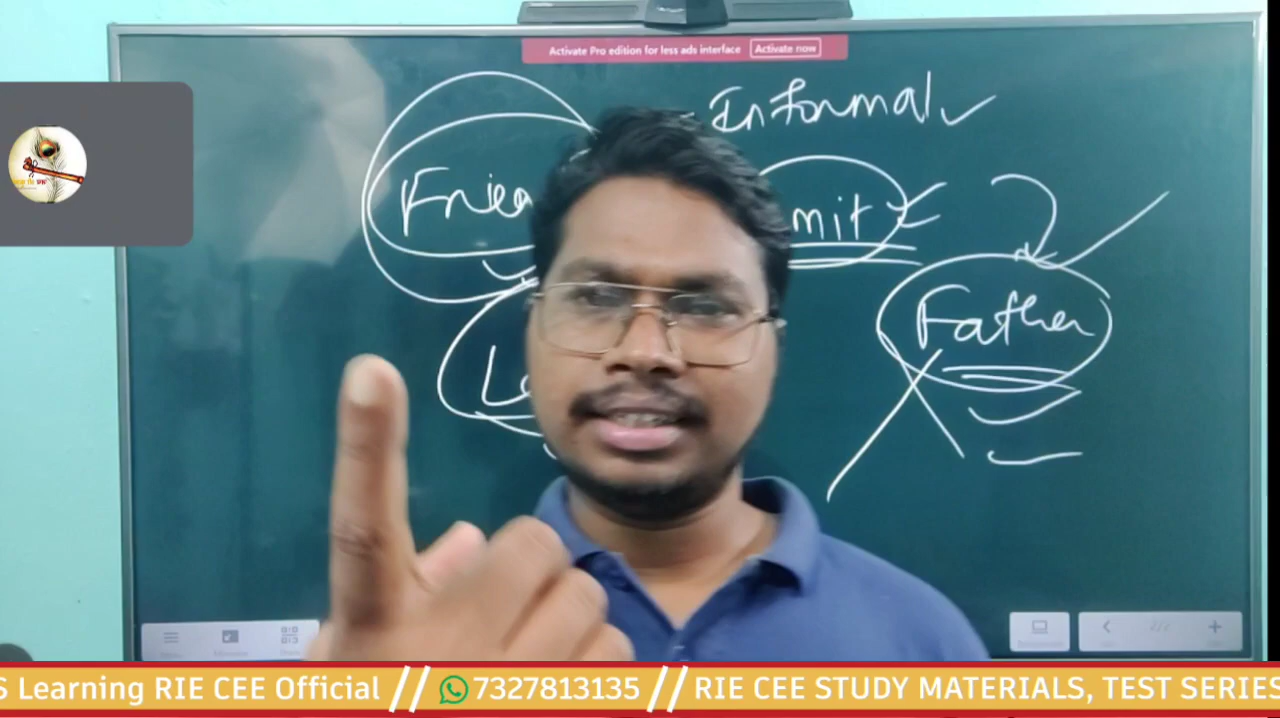 Activate Pro edition for less ads interface Activate now
Informal
mit
Father
S Learning RIE CEE Official // 7327813135 // RIE CEE STUDY MATERIALS, TEST SERIES